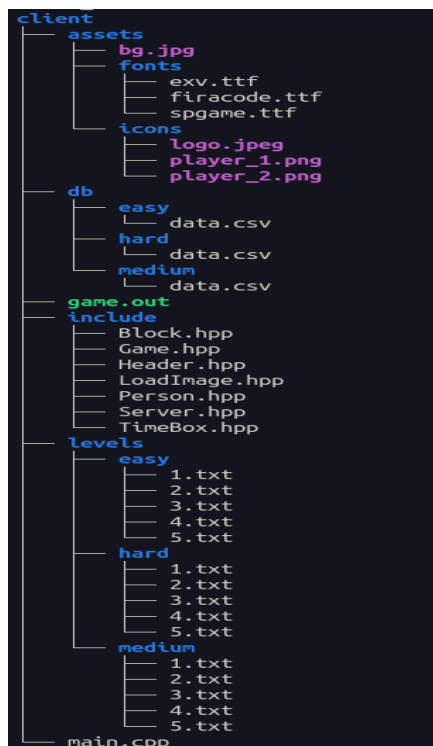 client
assets
bg.jpg
fonts
exv.ttf
firacode.ttf
spgame.ttf
icons
logo.jpeg
player_1.png
player_2.png
db
easy
data.csv
hard
data.csv
medium
data.csv
game.out
include
Block.hpp
Game.hpp
Header.hpp
LoadImage.hpp
Person.hpp
Server.hpp
TimeBox.hpp
levels
easy
1.txt
2.txt
3.txt
4.txt
5.txt
hard
1.txt
2.txt
3.txt
4.txt
5.txt
medium
1.txt
2.txt
3.txt
4.txt
5.txt
main.cpp